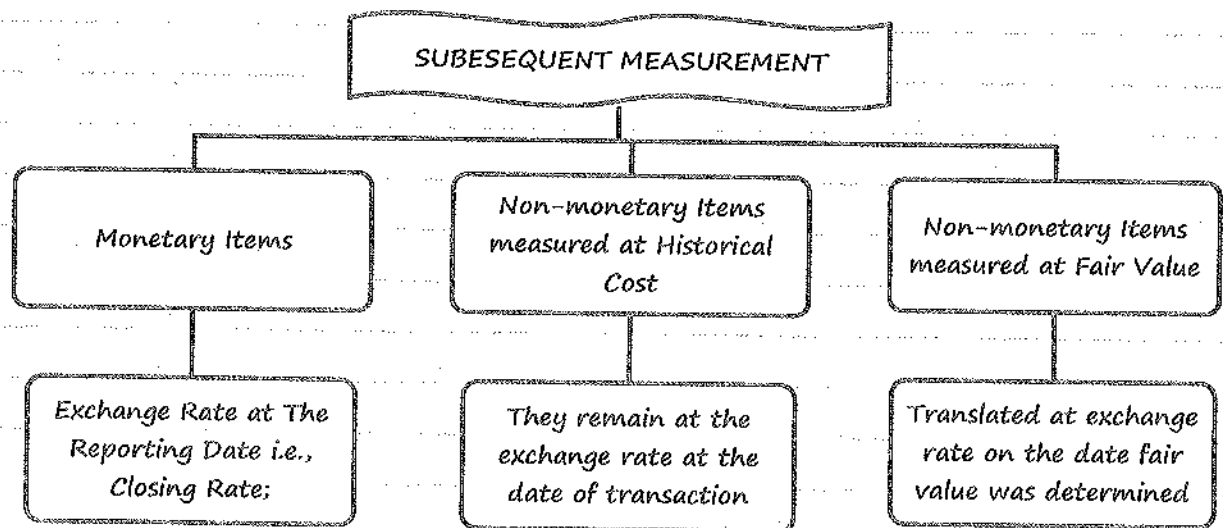 SUBESEQUENT MEASUREMENT
Monetary Items
Non-monetary Items
measured at Historical
Cost
Non-monetary Items
measured at Fair Value
Exchange Rate at The
Reporting Date i.e.,
Closing Rate;
They remain at the
exchange rate at the
date of transaction
Translated at exchange
rate on the date fair
value was determined